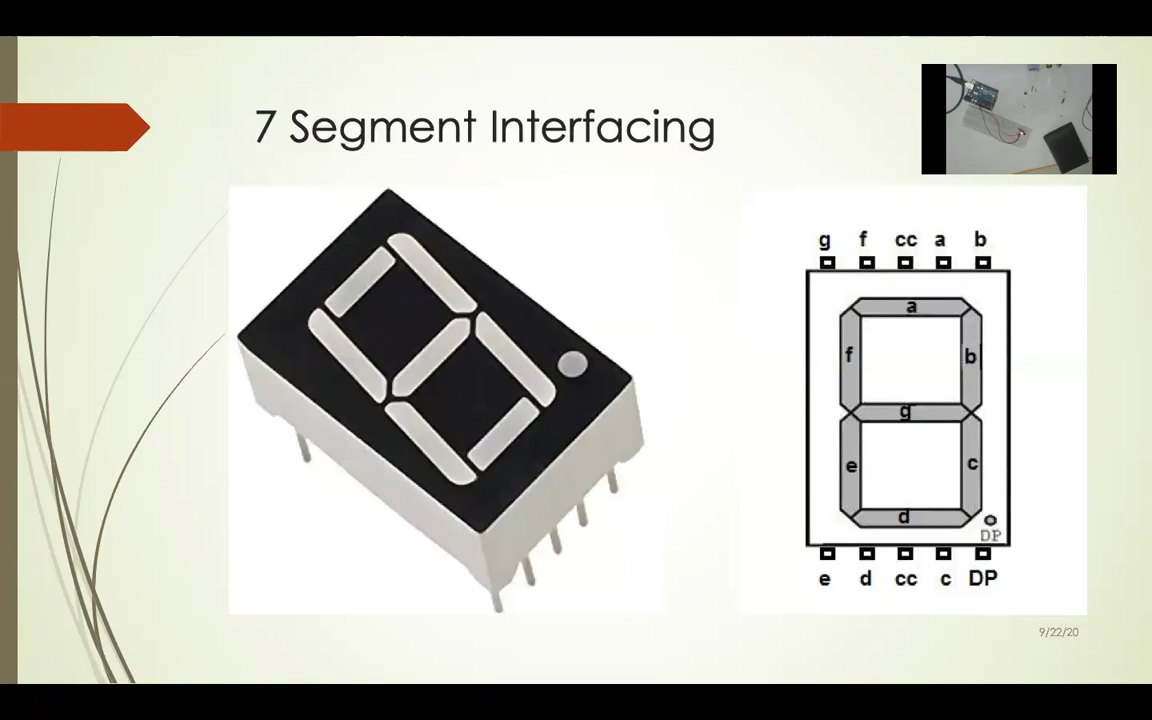 7 Segment Interfacing
g f cc a b
a
f b
g
e c
d
DP
e d cc c DP
9/22/20